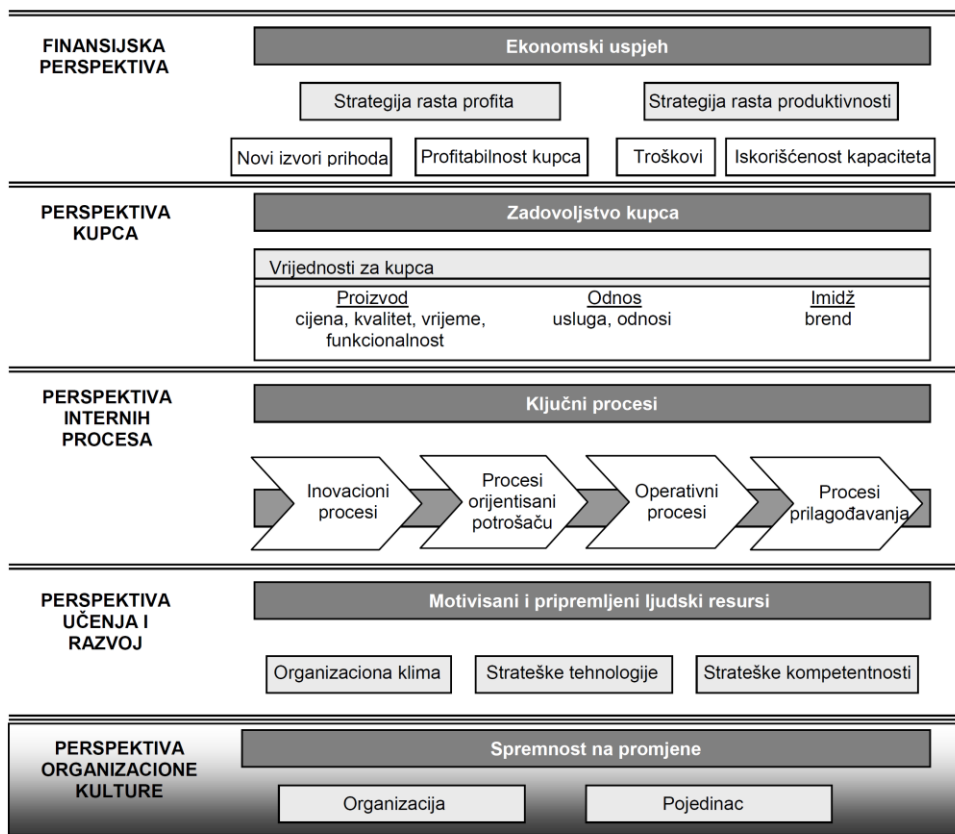 FINANSIJSKA
PERSPEKTIVA
Ekonomski uspjeh
Strategija rasta profita
Strategija rasta produktivnosti
Novi izvori prihoda
Profitabilnost kupca
Troškovi
Iskorišćenost kapaciteta
PERSPEKTIVA
KUPCA
Zadovoljstvo kupca
Vrijednosti za kupca
Proizvod
cijena, kvalitet, vrijeme,
funkcionalnost
Odnos
usluga, odnosi
Imidž
brend
PERSPEKTIVA
INTERNIH
PROCESA
Ključni procesi
Inovacioni
procesi
Procesi
orijentisani
potrošaču
Operativni
procesi
Procesi
prilagođavanja
PERSPEKTIVA
UČENJA I
RAZVOJ
Motivisani i pripremljeni ljudski resursi
Organizaciona klima
Strateške tehnologije
Strateške kompetentnosti
PERSPEKTIVA
ORGANIZACIONE
KULTURE
Spremnost na promjene
Organizacija
Pojedinac